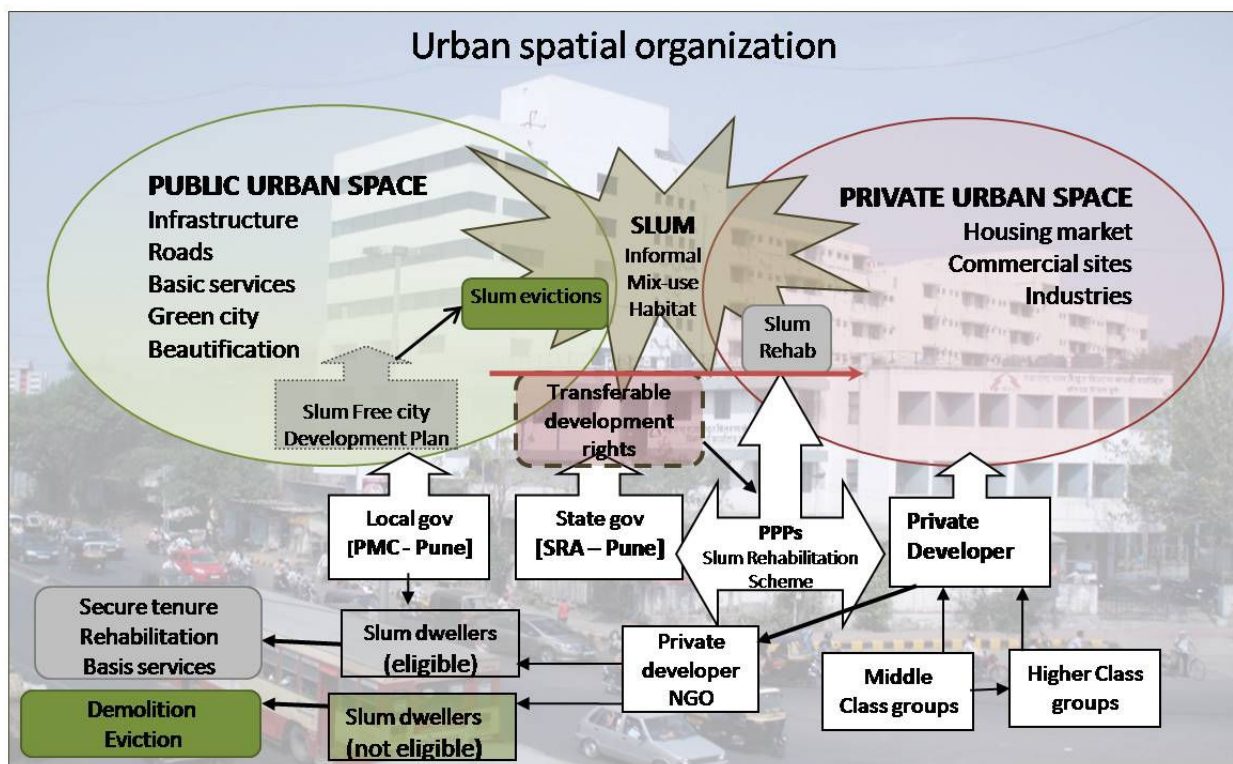 Urban spatial organization
PUBLIC URBAN SPACE
Infrastructure
Roads
Basic services
Green city
Beautification
SLUM
Informal
Mix-use
Habitat
PRIVATE URBAN SPACE
Housing market
Commercial sites
Industries
Slum evictions
Slum
Rehab
Slum Free city
Development Plan
Transferable
development
rights
Local gov
[PMC - Pune]
State gov
[SRA – Pune]
PPPs
Slum Rehabilitation
Scheme
Private
Developer
Secure tenure
Rehabilitation
Basis services
Slum dwellers
(eligible)
Private
developer
NGO
Middle
Class groups
Higher Class
groups
Demolition
Eviction
Slum dwellers
(not eligible)